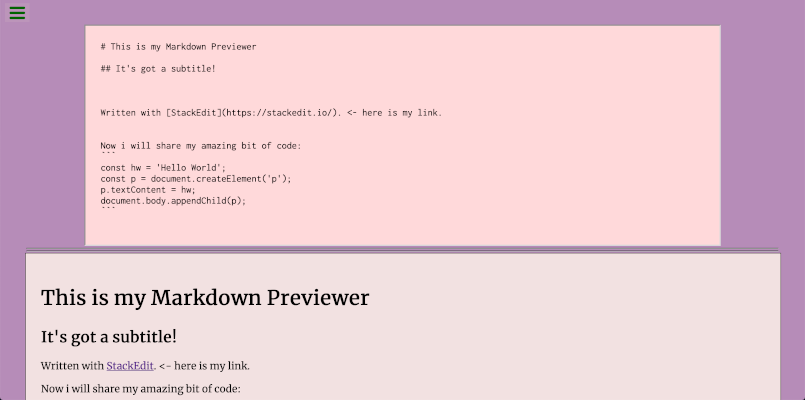 # This is my Markdown Previewer
## It's got a subtitle!
Written with [StackEdit](https://stackedit.io/). <- here is my link.
Now i will share my amazing bit of code:
```
const hw = 'Hello World';
const p = document.createElement('p');
p.textContent = hw;
document.body.appendChild(p);
```
This is my Markdown Previewer
It's got a subtitle!
Written with StackEdit. <- here is my link.
Now i will share my amazing bit of code: